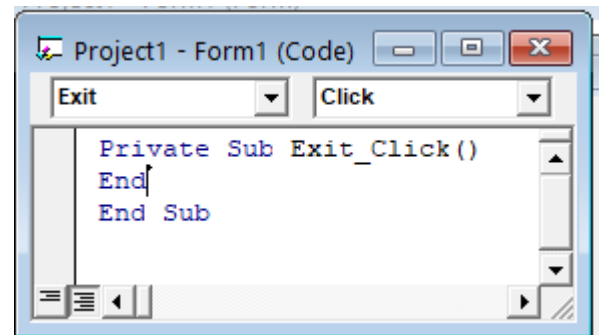 Project1 - Form1 (Code)
Exit Click
Private Sub Exit_Click()
End
End Sub